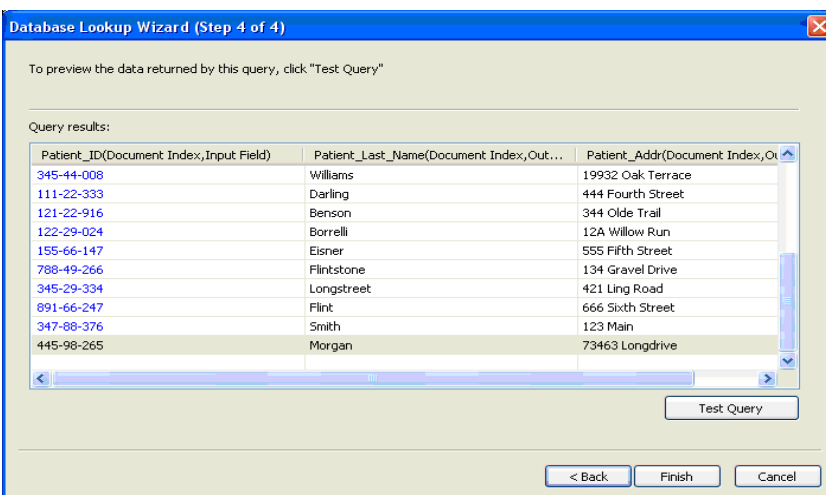 Database Lookup Wizard (Step 4 of 4)
To preview the data returned by this query, click "Test Query"
Query results:
Patient_ID(Document Index,Input Field) Patient_Last_Name(Document Index,Out... Patient_Addr(Document Index,Ou
345-44-008 Williams 19932 Oak Terrace
111-22-333 Darling 444 Fourth Street
121-22-916 Benson 344 Olde Trail
122-29-024 Borrelli 12A Willow Run
155-66-147 Eisner 555 Fifth Street
788-49-266 Flintstone 134 Gravel Drive
345-29-334 Longstreet 421 Ling Road
891-66-247 Flint 666 Sixth Street
347-88-376 Smith 123 Main
445-98-265 Morgan 73463 Longdrive
Test Query
< Back Finish Cancel